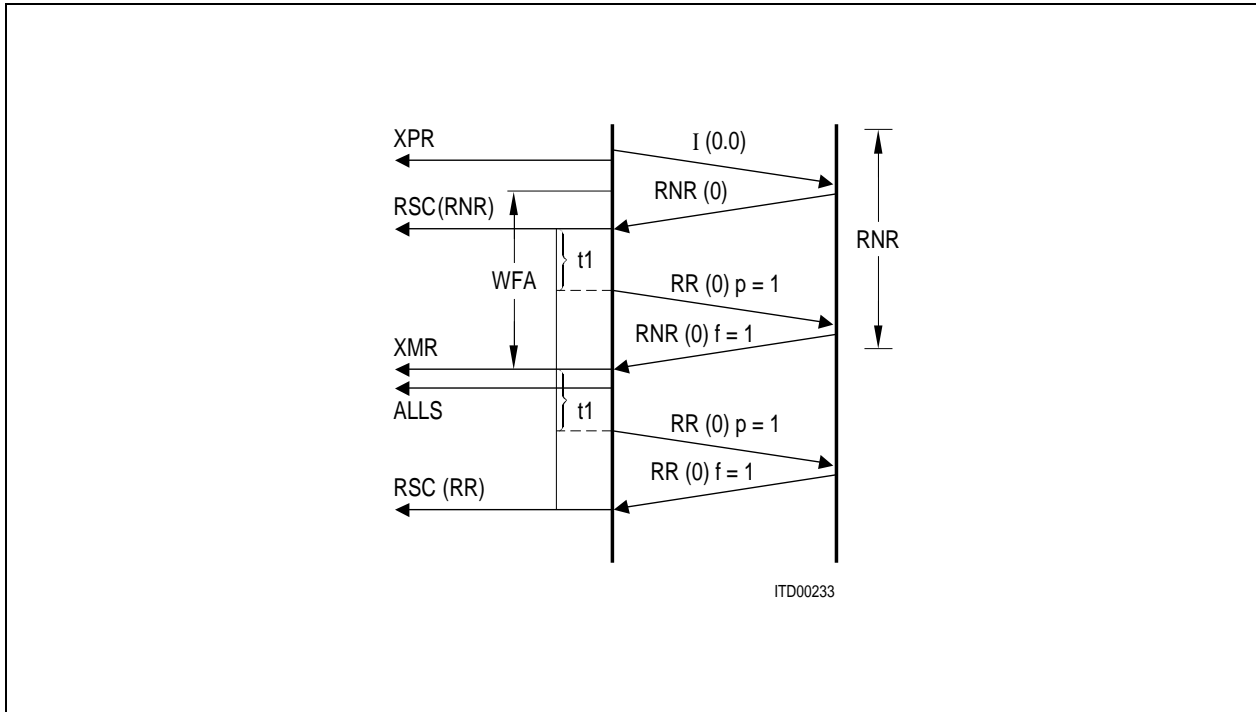 XPR
I (0.0)
RNR (0)
RSC(RNR)
RNR
t1
WFA
RR (0) p = 1
RNR (0) f = 1
XMR
ALLS
t1
RR (0) p = 1
RR (0) f = 1
RSC (RR)
ITD00233